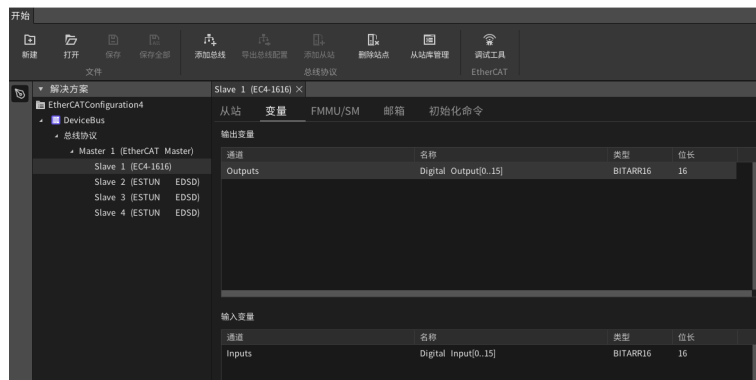 开始
新建 打开 保存 保存全部 添加总线 导出总线配置 添加从站 删除站点 从站库管理 调试工具
文件 总线协议 EtherCAT
解决方案
EtherCATConfiguration4
DeviceBus
总线协议
Master 1 (EtherCAT Master)
Slave 1 (EC4-1616)
Slave 2 (ESTUN EDSD)
Slave 3 (ESTUN EDSD)
Slave 4 (ESTUN EDSD)
Slave 1 (EC4-1616) ×
从站 变量 FMMU/SM 邮箱 初始化命令
输出变量
通道 名称 类型 位长
Outputs Digital Output[0..15] BITARR16 16
输入变量
通道 名称 类型 位长
Inputs Digital Input[0..15] BITARR16 16